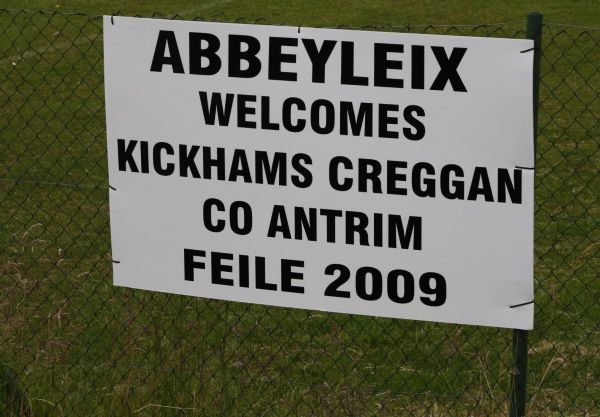 ABBEYLEIX
WELCOMES
KICKHAMS CREGGAN
CO ANTRIM
FEILE 2009